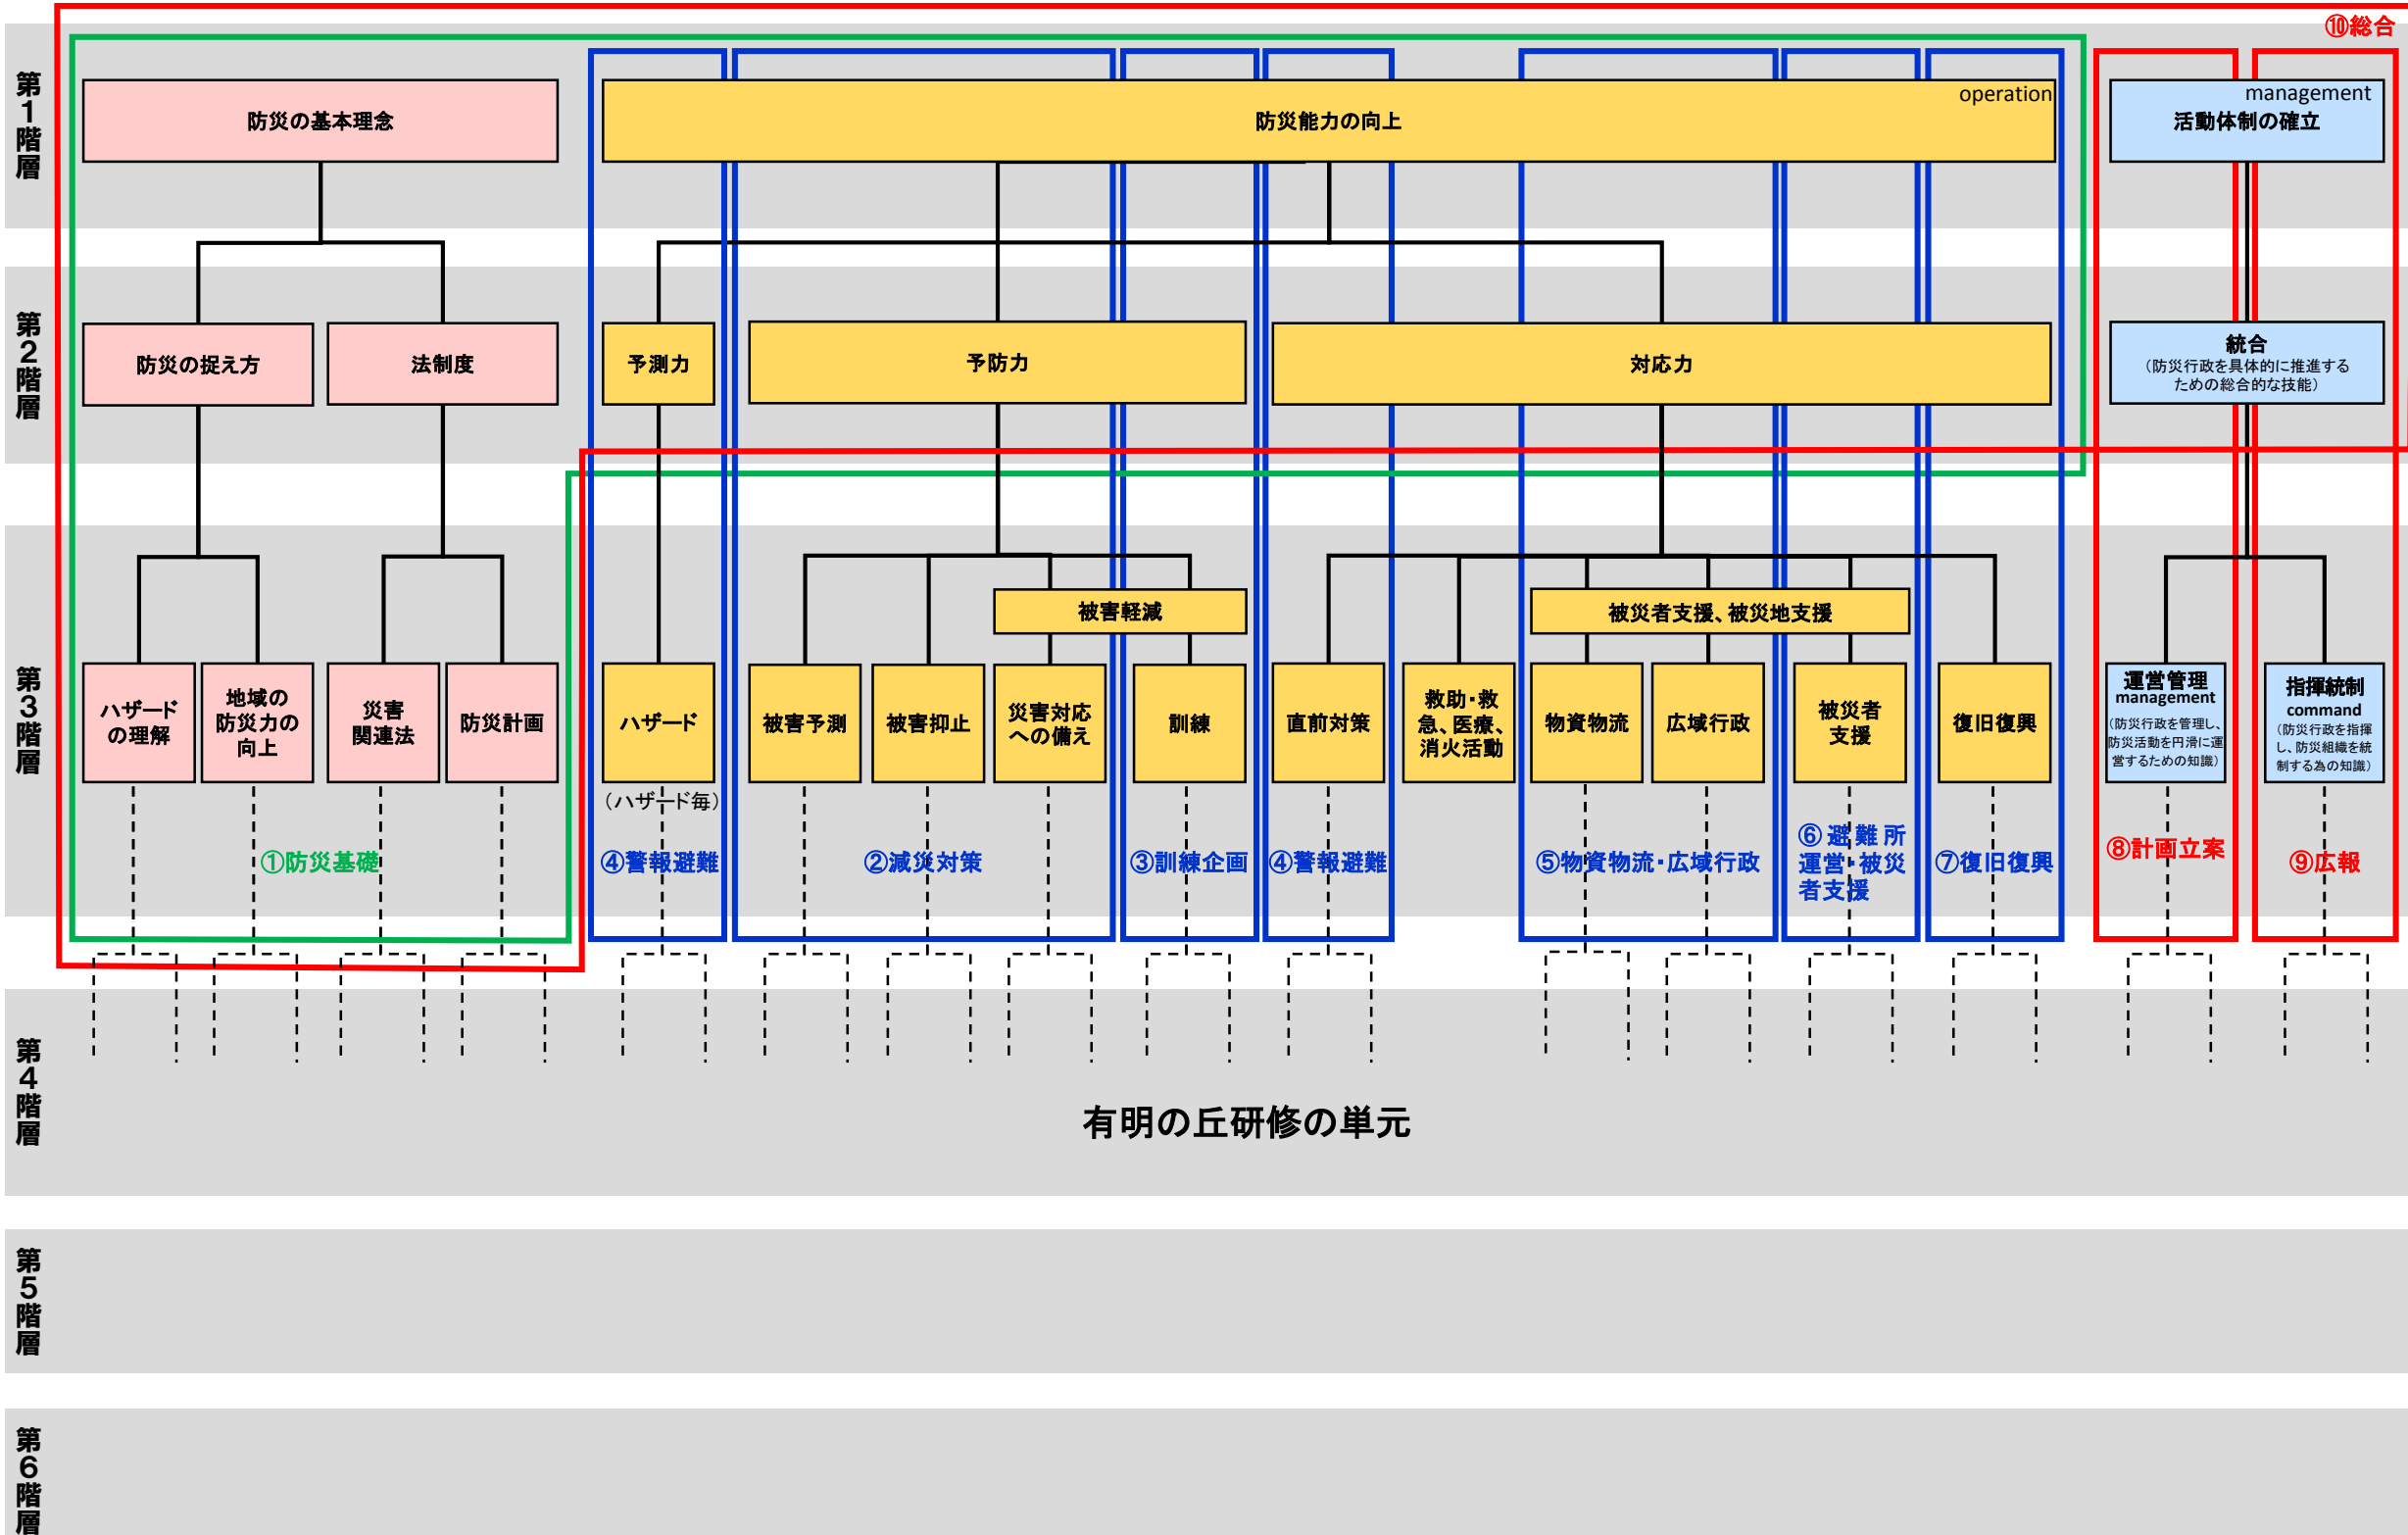 ⑩総合
第1階層
防災の基本理念
operation
防災能力の向上
management
活動体制の確立
第2階層
防災の捉え方
法制度
予測力
予防力
対応力
統合
（防災行政を具体的に推進する
ための総合的な技能）
第3階層
被害軽減
被災者支援、被災地支援
ハザード
の理解
地域の
防災力の
向上
災害
関連法
防災計画
ハザード
（ハザード毎）
被害予測
被害抑止
災害対応
への備え
訓練
直前対策
救助・救
急、医療、
消火活動
物資物流
広域行政
被災者
支援
復旧復興
運営管理
management
（防災行政を管理し、
防災活動を円滑に運
営するための知識）
指揮統制
command
（防災行政を指揮
し、防災組織を統
制する為の知識）
①防災基礎
④警報避難
②減災対策
③訓練企画
④警報避難
⑤物資物流・広域行政
⑥避難所
運営・被災
者支援
⑦復旧復興
⑧計画立案
⑨広報
第4階層
有明の丘研修の単元
第5階層
第6階層